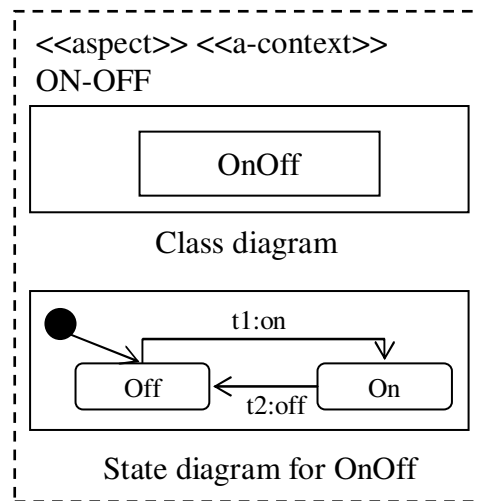 <<aspect>> <<a-context>>
ON-OFF
OnOff
Class diagram
t1:on
Off
On
t2:off
State diagram for OnOff